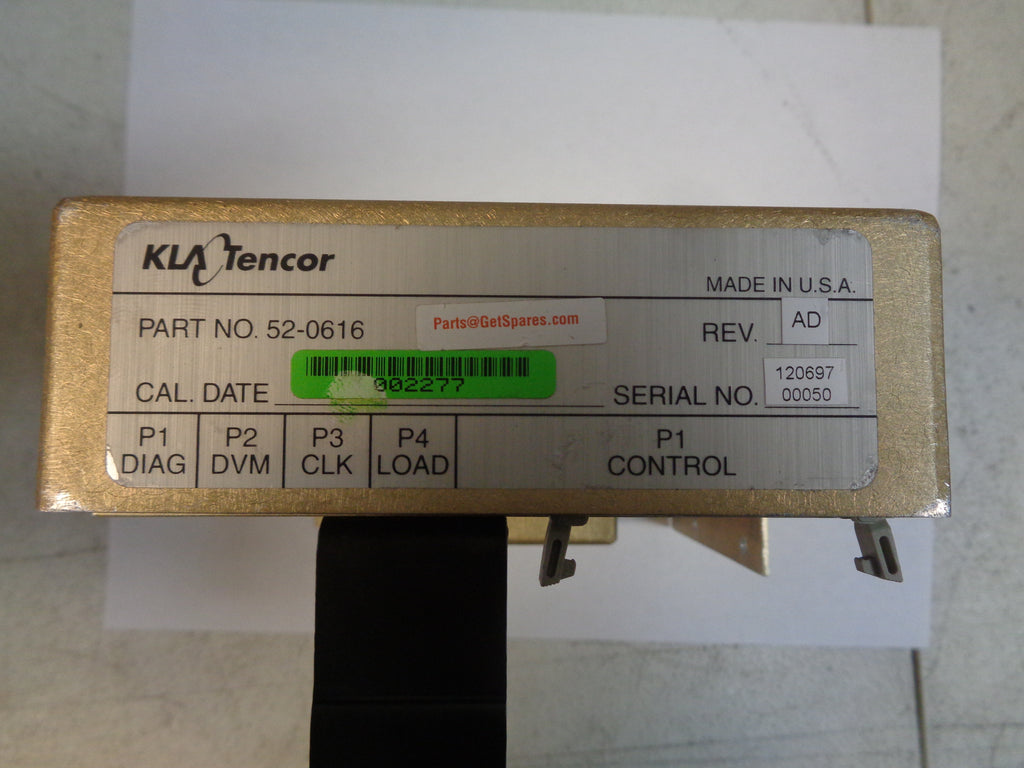 KLA Tencor
MADE IN U.S.A.
PART NO. 52-0616
Parts@GetSpares.com
REV. AD
CAL. DATE
002277
SERIAL NO. 120697
00050
P1
DIAG
P2
DVM
P3
CLK
P4
LOAD
P1
CONTROL